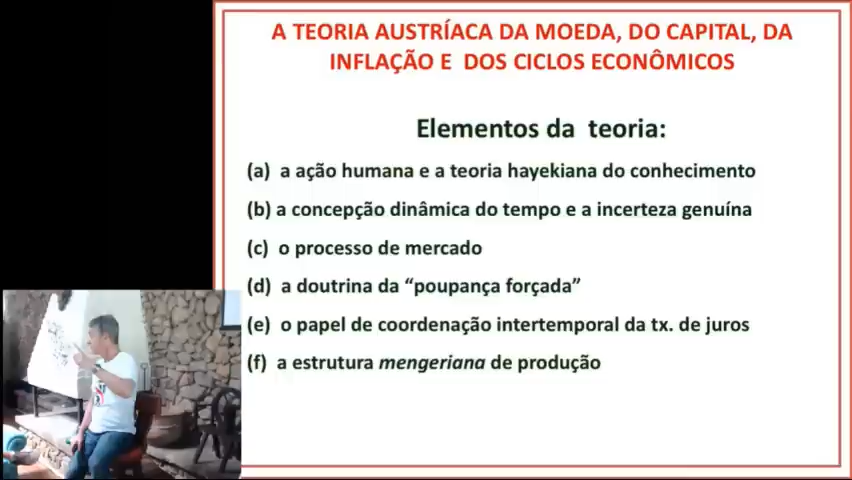 A TEORIA AUSTRÍACA DA MOEDA, DO CAPITAL, DA
INFLAÇÃO E DOS CICLOS ECONÔMICOS
Elementos da teoria:
(a) a ação humana e a teoria hayekiana do conhecimento
(b) a concepção dinâmica do tempo e a incerteza genuína
(c) o processo de mercado
(d) a doutrina da “poupança forçada”
(e) o papel de coordenação intertemporal da tx. de juros
(f) a estrutura mengeriana de produção